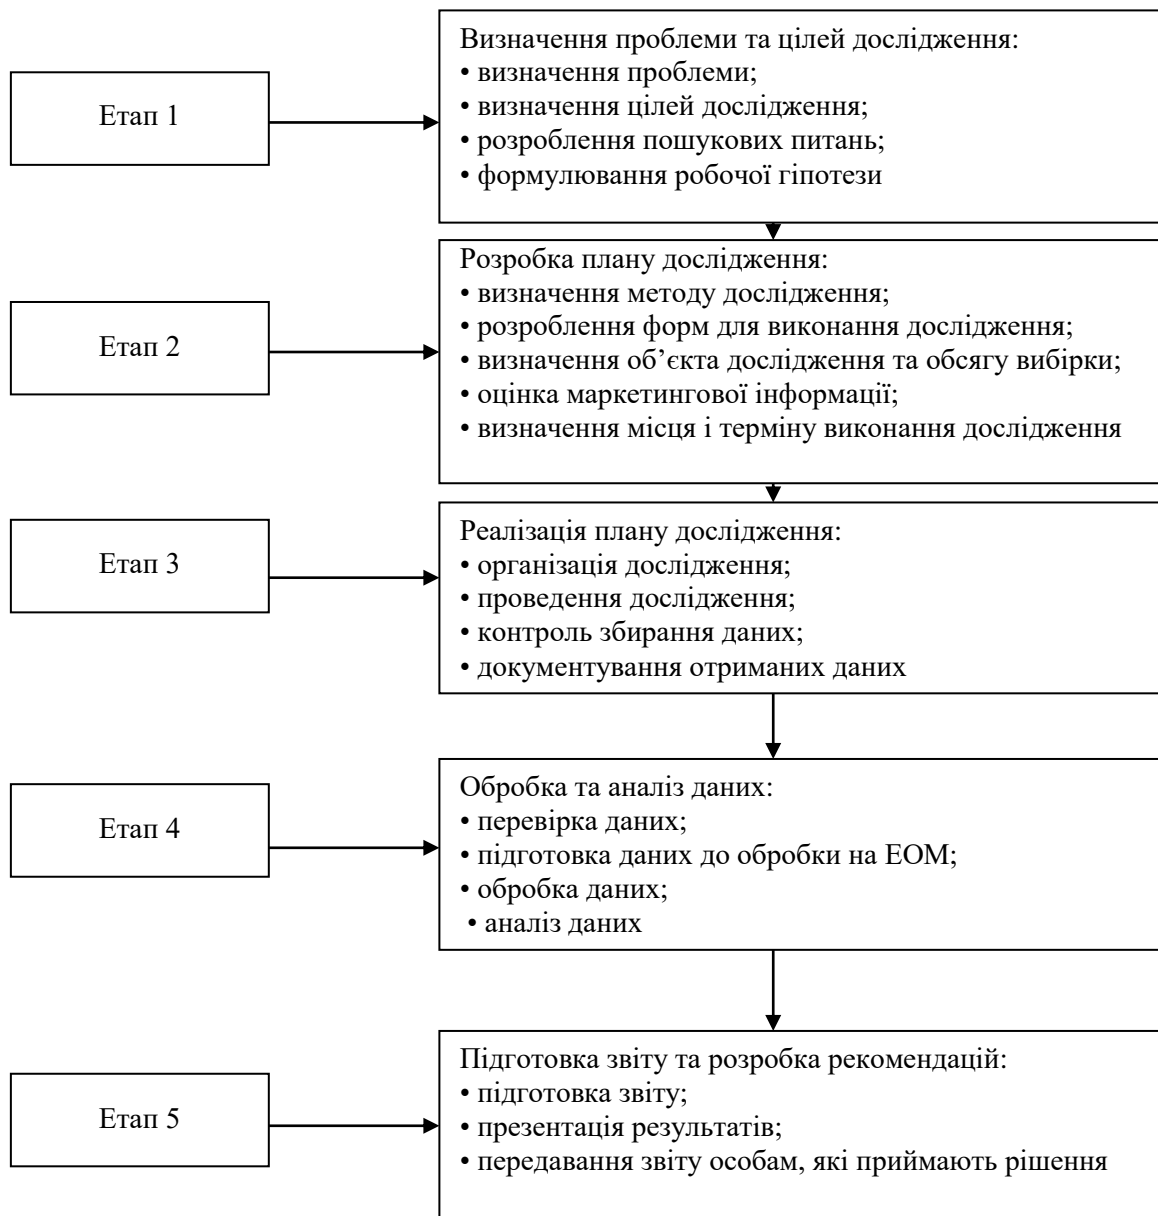 Етап 1
Визначення проблеми та цілей дослідження:
• визначення проблеми;
• визначення цілей дослідження;
• розроблення пошукових питань;
• формулювання робочої гіпотези
Етап 2
Розробка плану дослідження:
• визначення методу дослідження;
• розроблення форм для виконання дослідження;
• визначення об’єкта дослідження та обсягу вибірки;
• оцінка маркетингової інформації;
• визначення місця і терміну виконання дослідження
Етап 3
Реалізація плану дослідження:
• організація дослідження;
• проведення дослідження;
• контроль збирання даних;
• документування отриманих даних
Етап 4
Обробка та аналіз даних:
• перевірка даних;
• підготовка даних до обробки на ЕОМ;
• обробка даних;
• аналіз даних
Етап 5
Підготовка звіту та розробка рекомендацій:
• підготовка звіту;
• презентація результатів;
• передавання звіту особам, які приймають рішення